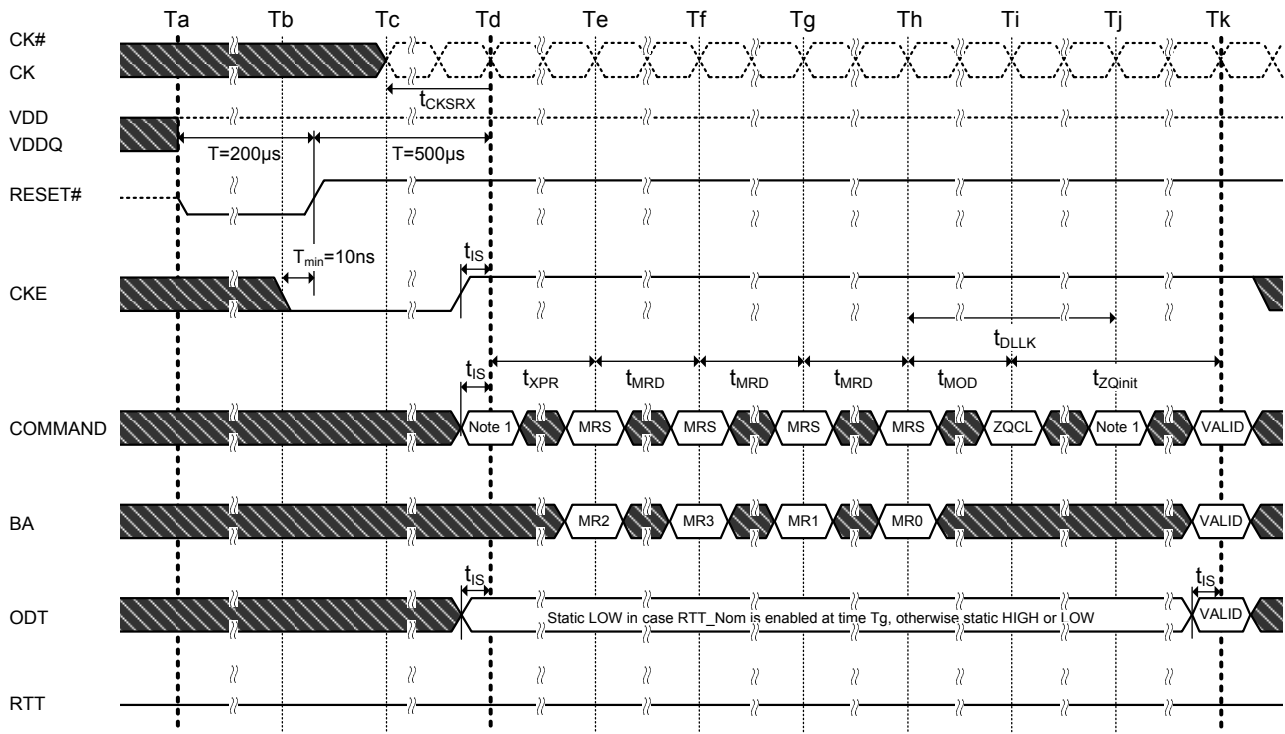 Ta Tb Tc Td Te Tf Tg Th Ti Tj Tk
CK#
CK
tCKSRX
VDD
VDDQ
T=200µs T=500µs
RESET#
Tmin=10ns tIS
CKE
tDLLK
tIS tXPR tMRD tMRD tMRD tMOD tZQinit
COMMAND Note 1 MRS MRS MRS MRS ZQCL Note 1 VALID
BA MR2 MR3 MR1 MR0 VALID
tIS tIS
ODT Static LOW in case RTT_Nom is enabled at time Tg, otherwise static HIGH or LOW VALID
RTT